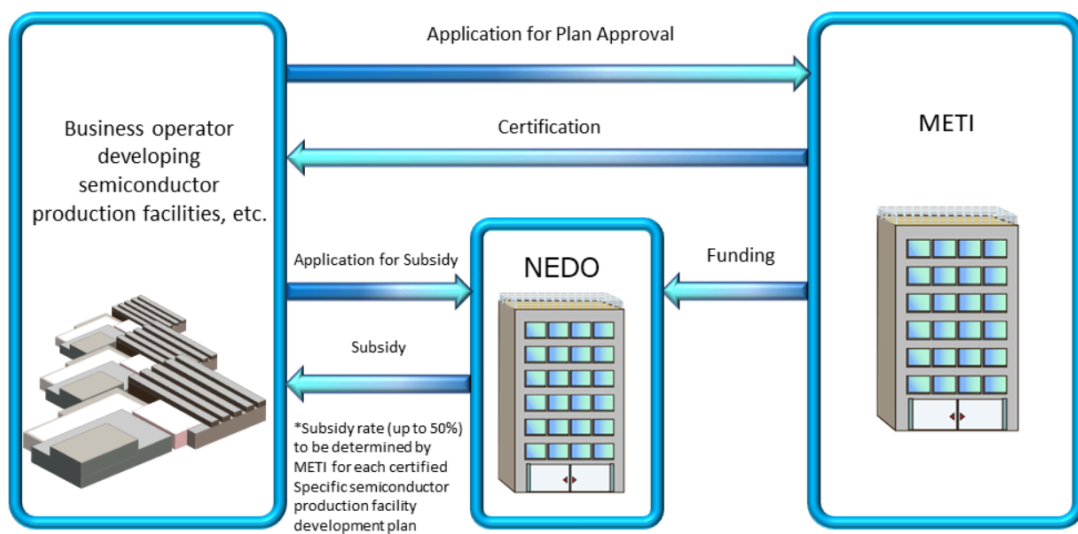 Application for Plan Approval
METI
Business operator
developing
semiconductor
production facilities, etc.
Certification
Application for Subsidy
NEDO
Funding
Subsidy
*Subsidy rate (up to 50%)
to be determined by
METI for each certified
Specific semiconductor
production facility
development plan